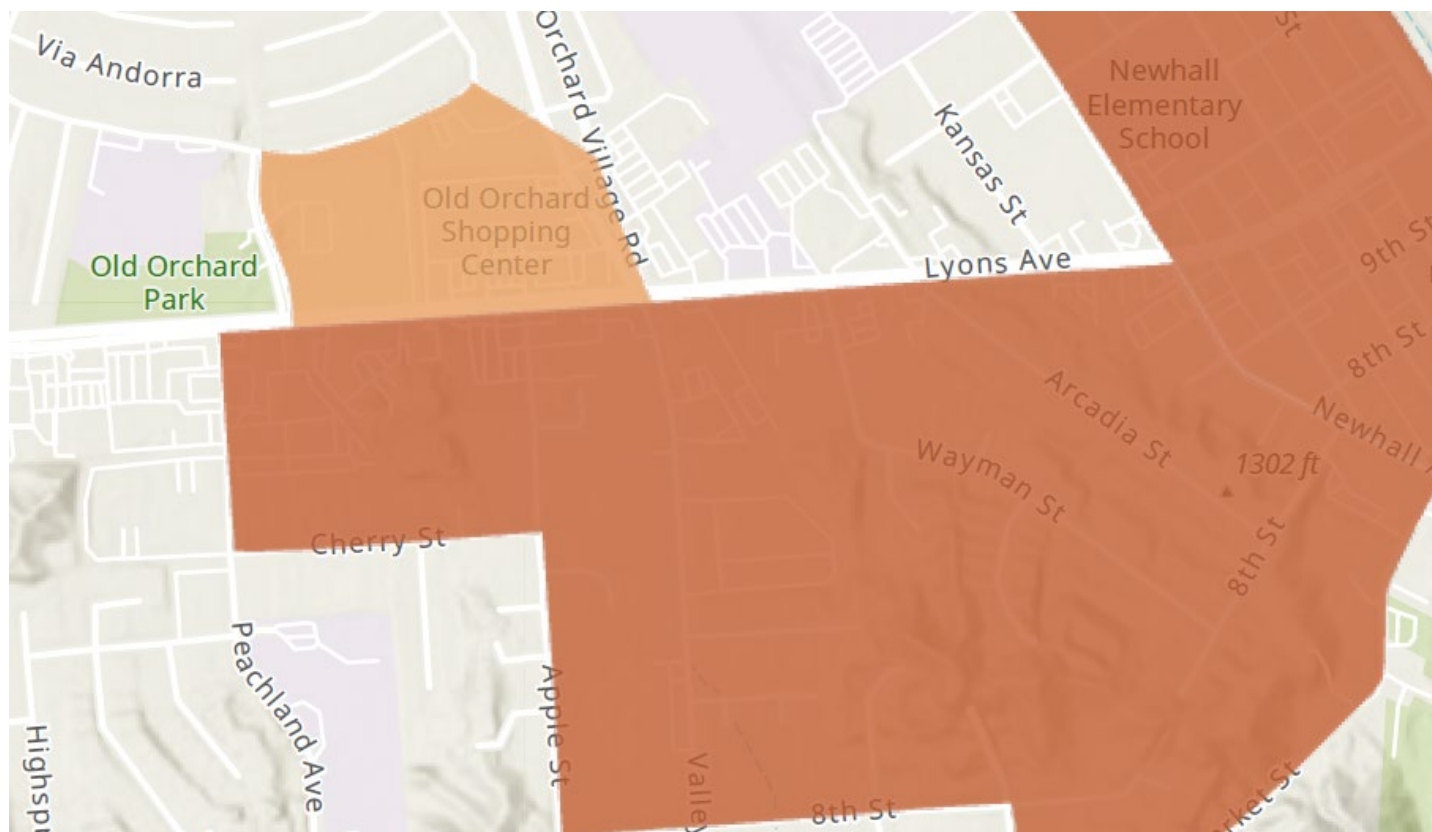 Via Andorra
Orchard Village Rd
St
Newhall
Elementary
School
Kansas St
Old Orchard
Shopping
Center
Old Orchard
Park
Lyons Ave
9th St
8th St
Arcadia St
Newhall
Wayman St
1302 ft
8th St
Cherry St
Peachland Ave
Apple St
Valley
8th St